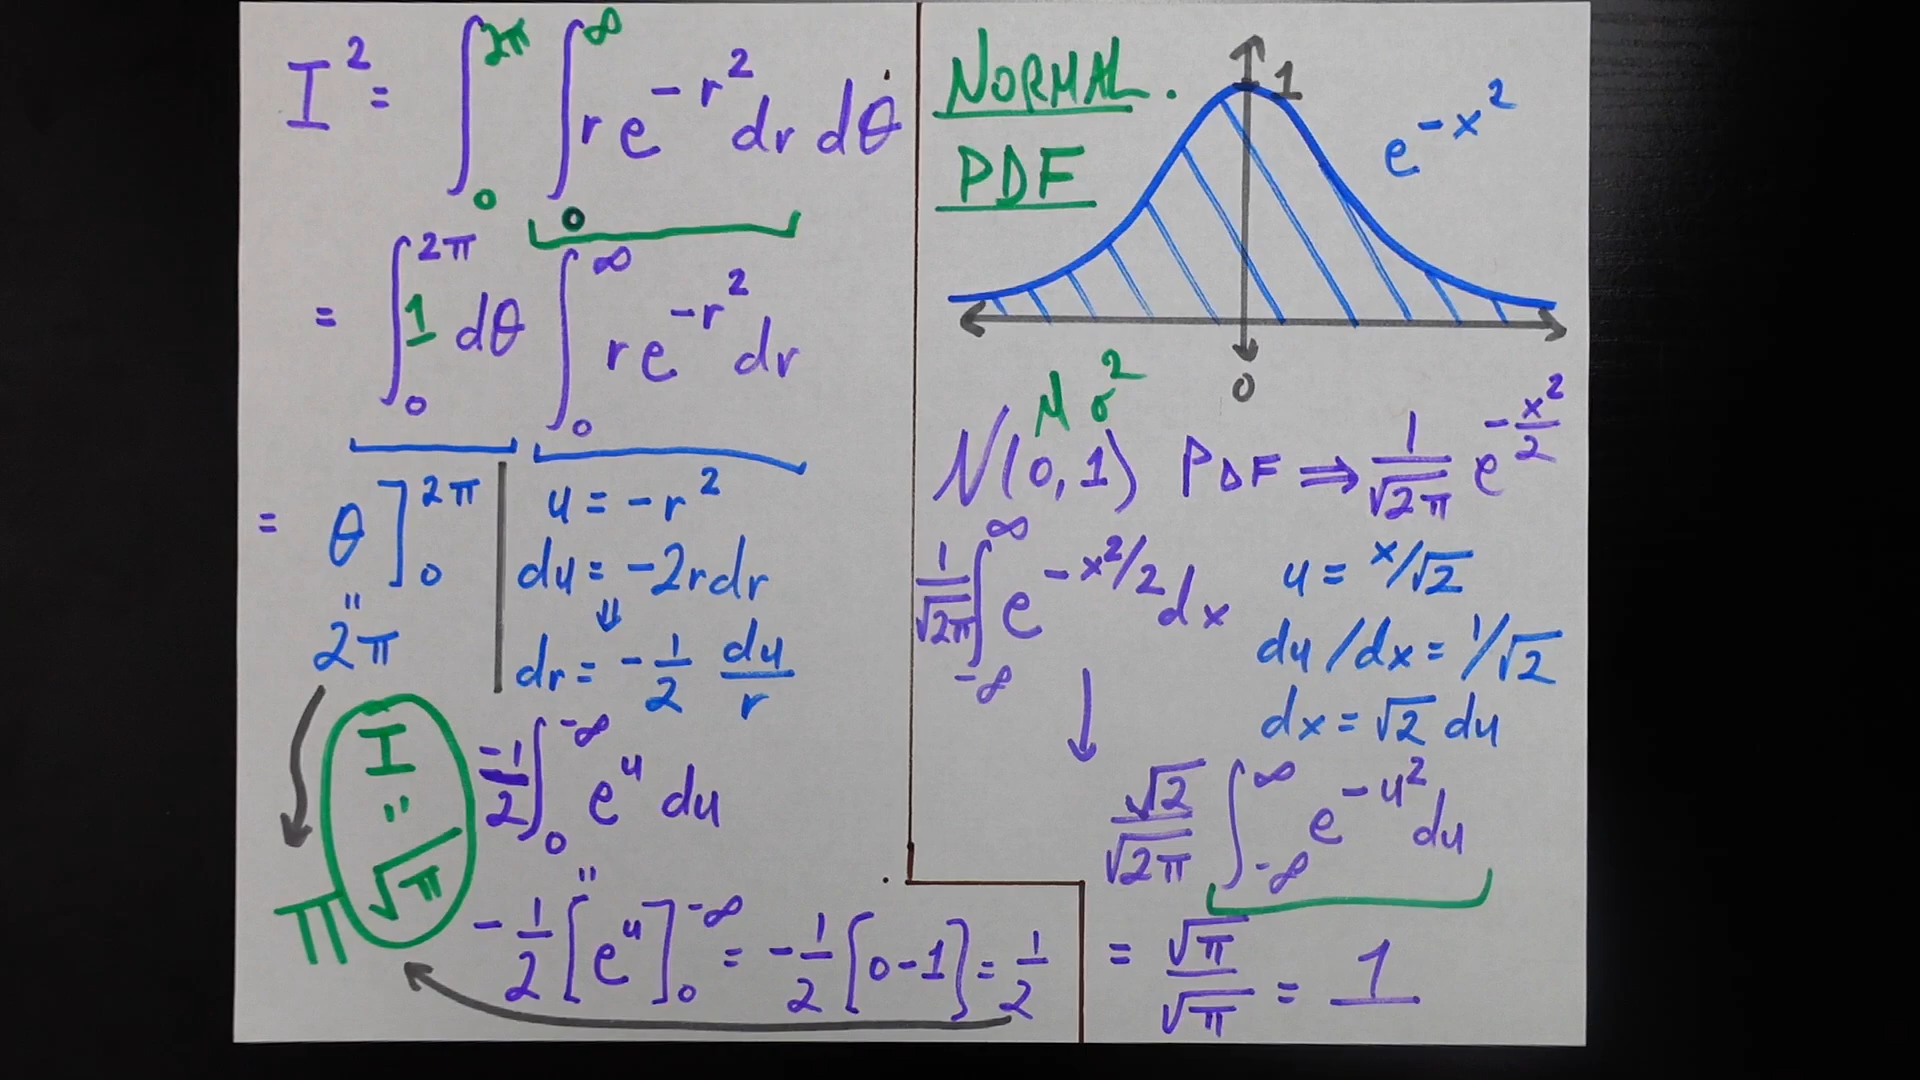 I² = ∫₀^2π ∫₀^∞ re^-r² dr dθ
= ∫₀^2π 1 dθ ∫₀^∞ re^-r² dr
= θ]₀^2π
"
2π
u = -r²
du = -2rdr
⇓
dr = -1/2 du/r
-1/2 ∫₀^-∞ e^u du
"
-1/2 [e^u]₀^-∞ = -1/2 [0-1] = 1/2
I
"
√π
π
NORMAL.
PDF
1
e^-x²
0
μ σ²
N(0,1) PDF ⇒ 1/√2π e^-x²/2
1/√2π ∫_-∞^∞ e^-x²/2 dx
u = x/√2
du/dx = 1/√2
dx = √2 du
√2/√2π ∫_-∞^∞ e^-u² du
= √π/√π = 1